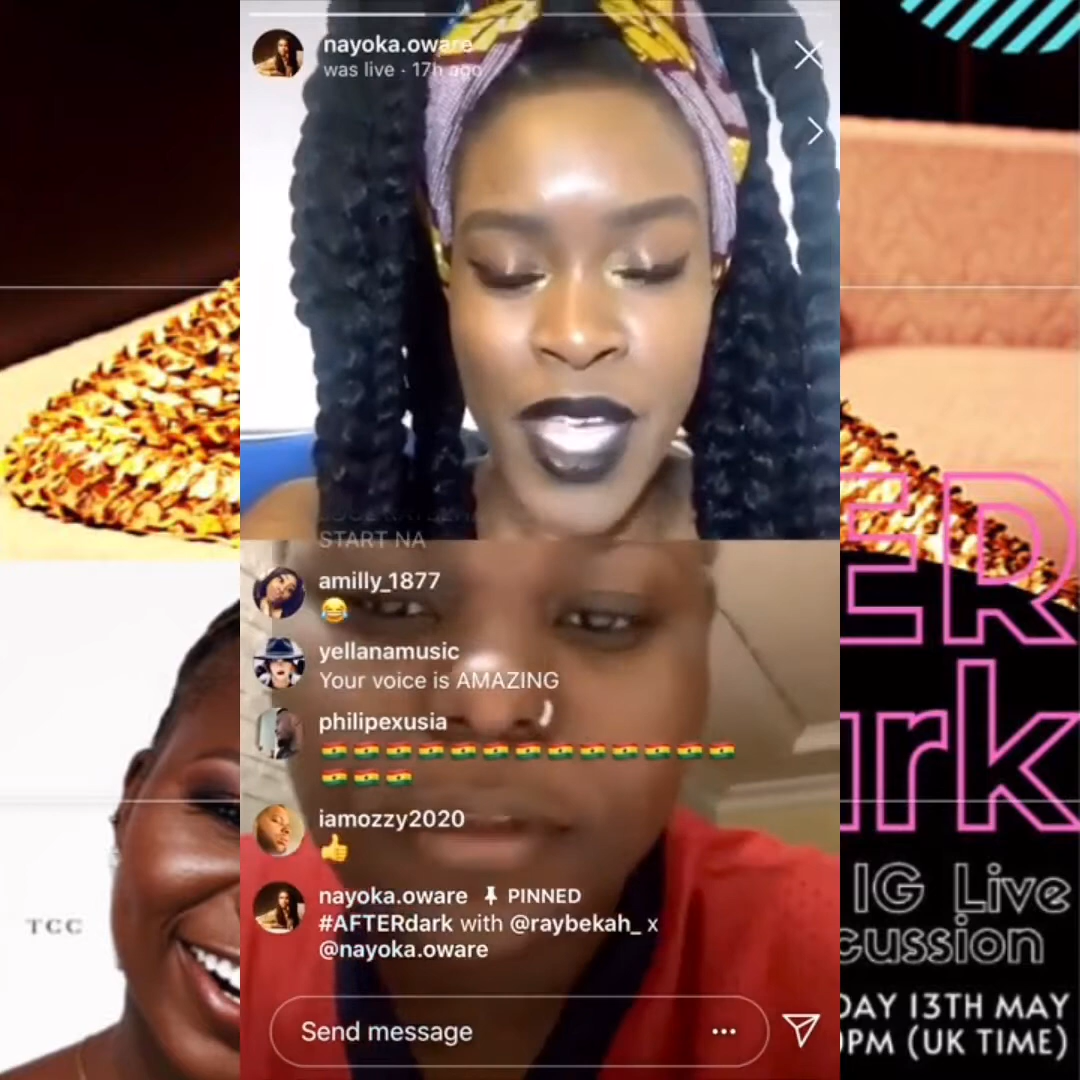 nayoka.oware
was live · 17h ago
START NA
amilly_1877
😂
yellanamusic
Your voice is AMAZING
philipexusia
🇬🇭🇬🇭🇬🇭🇬🇭🇬🇭🇬🇭🇬🇭🇬🇭🇬🇭🇬🇭🇬🇭🇬🇭🇬🇭
🇬🇭🇬🇭🇬🇭
iamozzy2020
👍
nayoka.oware 📌 PINNED
#AFTERdark with @raybekah_ x
@nayoka.oware
Send message
TCC
ER
ark
IG Live
cussion
DAY 13TH MAY
PM (UK TIME)